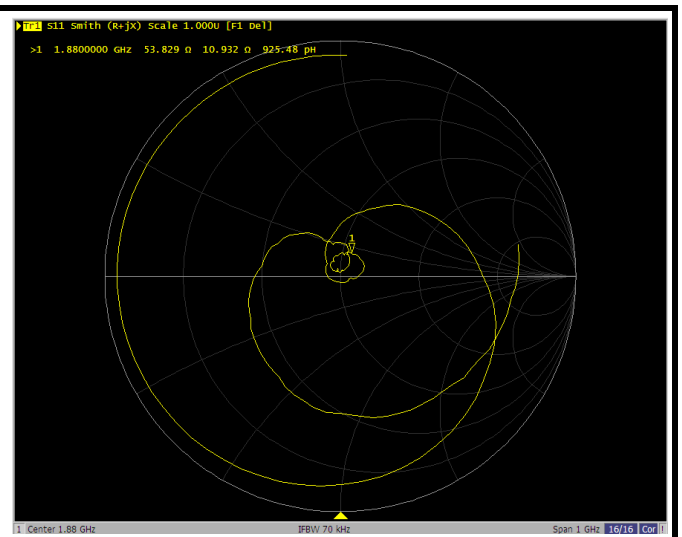 Tr1 S11 Smith (R+jX) Scale 1.000U [F1 Del]
>1 1.8800000 GHz 53.829 Ω 10.932 Ω 925.48 pH
1
1 Center 1.88 GHz IFBW 70 kHz Span 1 GHz 16/16 Cor !